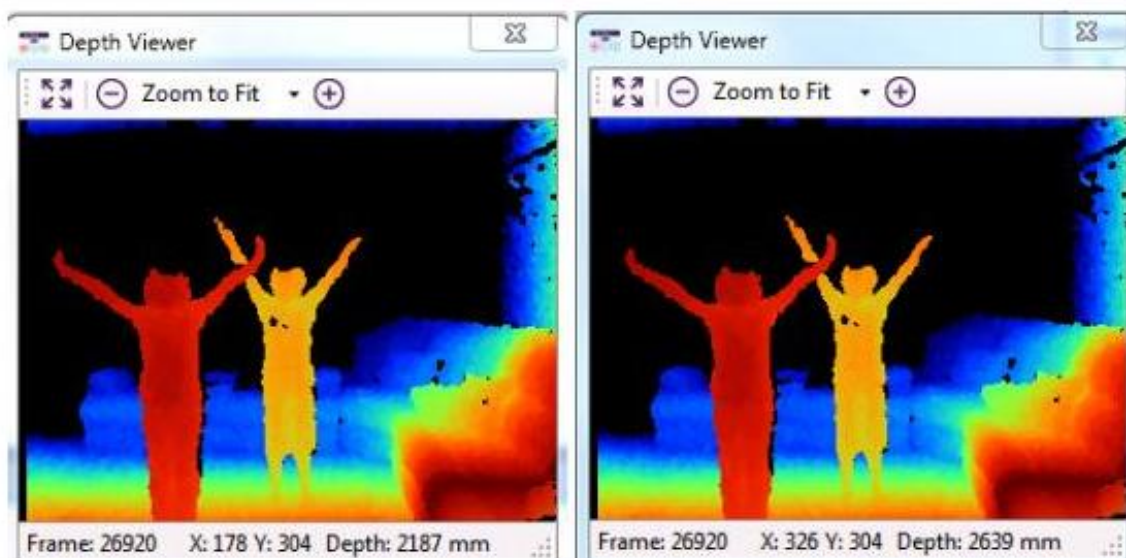 Depth Viewer
Zoom to Fit
Frame: 26920 X: 178 Y: 304 Depth: 2187 mm
Depth Viewer
Zoom to Fit
Frame: 26920 X: 326 Y: 304 Depth: 2639 mm